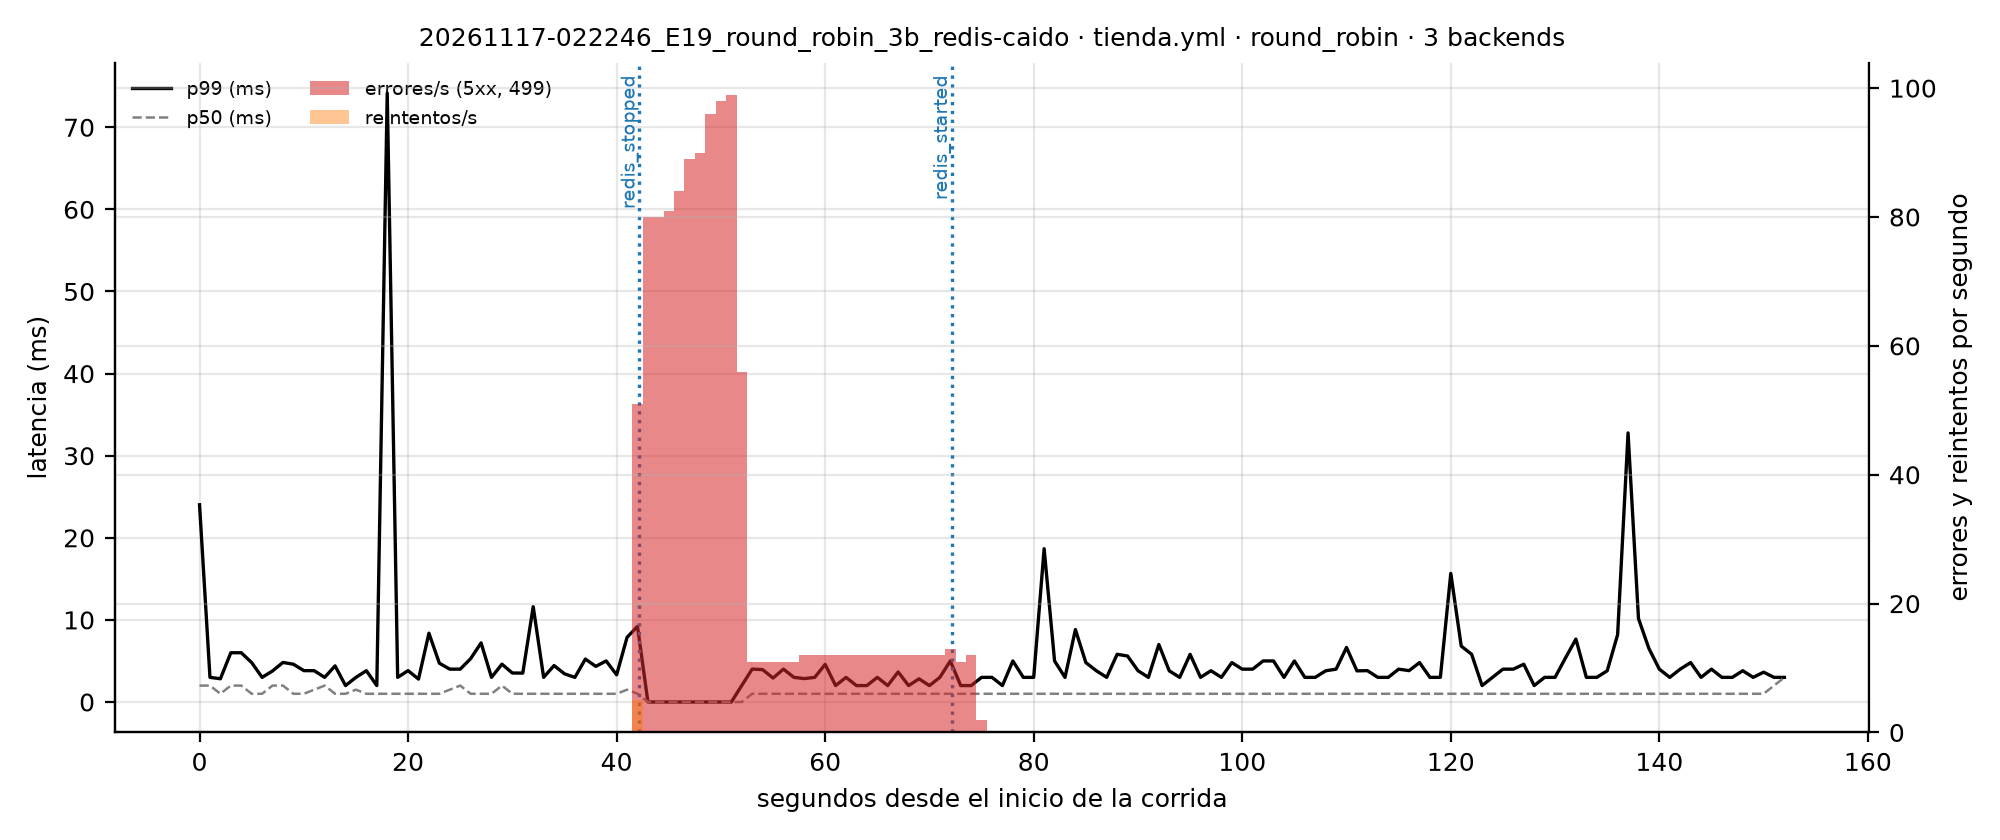 20261117-022246_E19_round_robin_3b_redis-caido · tienda.yml · round_robin · 3 backends
p99 (ms)
p50 (ms)
errores/s (5xx, 499)
reintentos/s
redis_stopped
redis_started
latencia (ms)
70
60
50
40
30
20
10
0
100
80
60
40
20
0
errores y reintentos por segundo
0
20
40
60
80
100
120
140
160
segundos desde el inicio de la corrida